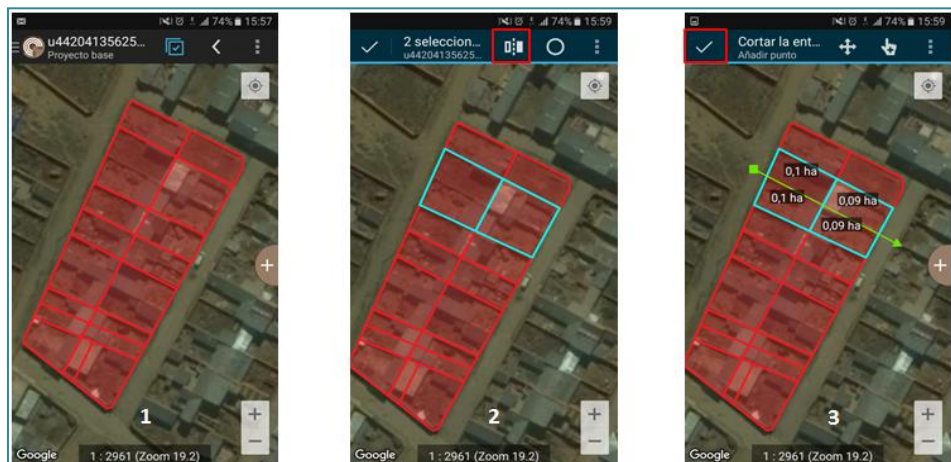 74% 15:57
u44204135625...
Proyecto base
+
+
−
Google
1 : 2961 (Zoom 19.2)
1
74% 15:59
2 seleccion...
u44204135625...
+
−
Google
1 : 2961 (Zoom 19.2)
2
74% 15:59
Cortar la ent...
Añadir punto
0,1 ha
0,09 ha
0,1 ha
0,09 ha
+
+
−
Google
1 : 2961 (Zoom 19.2)
3